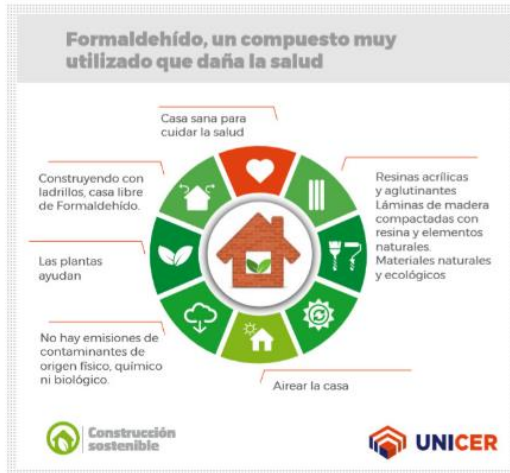 Formaldehído, un compuesto muy
utilizado que daña la salud
Casa sana para
cuidar la salud
Construyendo con
ladrillos, casa libre
de Formaldehído.
Resinas acrílicas
y aglutinantes
Láminas de madera
compactadas con
resina y elementos
naturales.
Materiales naturales
y ecológicos
Las plantas
ayudan
No hay emisiones de
contaminantes de
origen físico, químico
ni biológico.
Airear la casa
Construcción
sostenible
UNICER